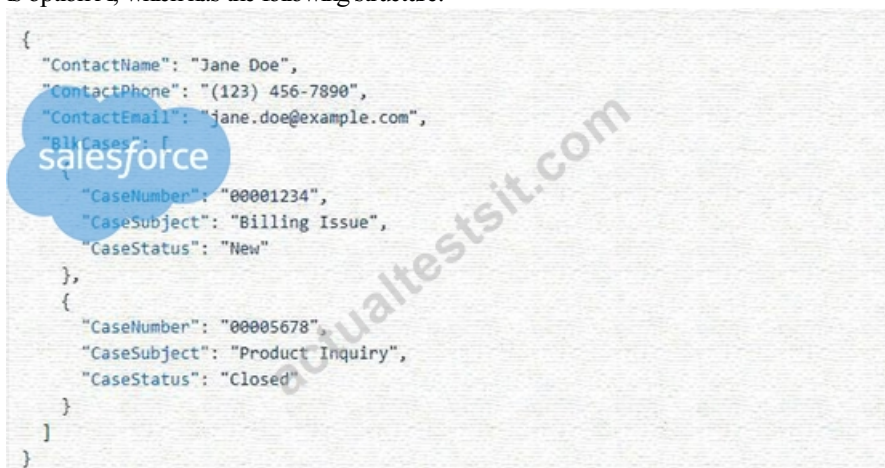 {
"ContactName": "Jane Doe",
"ContactPhone": "(123) 456-7890",
"ContactEmail": "jane.doe@example.com",
"BlkCases": [
{
"CaseNumber": "00001234",
"CaseSubject": "Billing Issue",
"CaseStatus": "New"
},
{
"CaseNumber": "00005678",
"CaseSubject": "Product Inquiry",
"CaseStatus": "Closed"
}
]
}
salesforce
actualtestsit.com